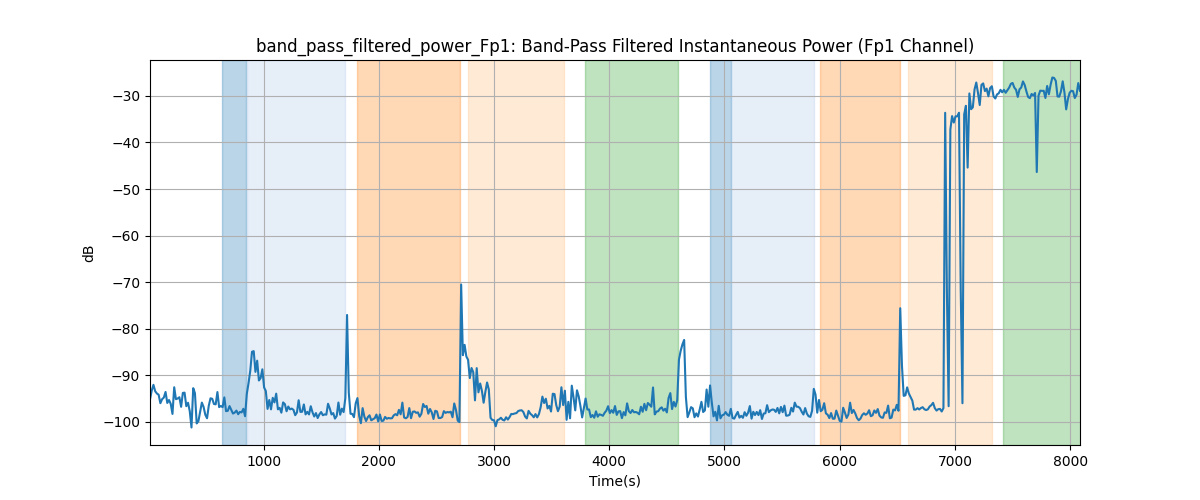 band_pass_filtered_power_Fp1: Band-Pass Filtered Instantaneous Power (Fp1 Channel)
dB
−30
−40
−50
−60
−70
−80
−90
−100
1000 2000 3000 4000 5000 6000 7000 8000
Time(s)